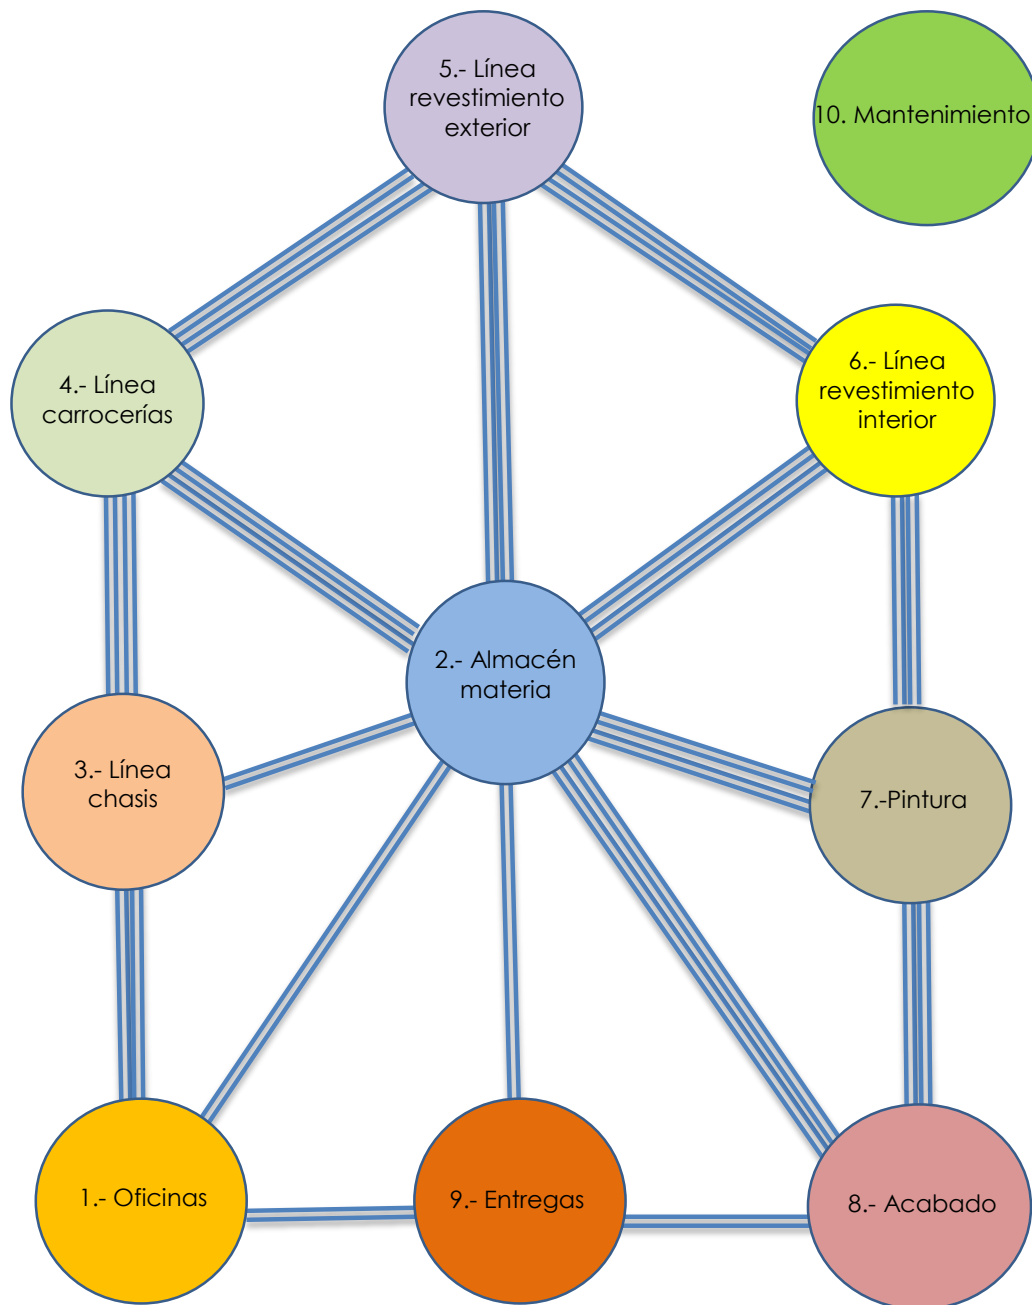 5.- Línea
revestimiento
exterior
10. Mantenimiento
4.- Línea
carrocerías
6.- Línea
revestimiento
interior
2.- Almacén
materia
3.- Línea
chasis
7.-Pintura
1.- Oficinas
9.- Entregas
8.- Acabado